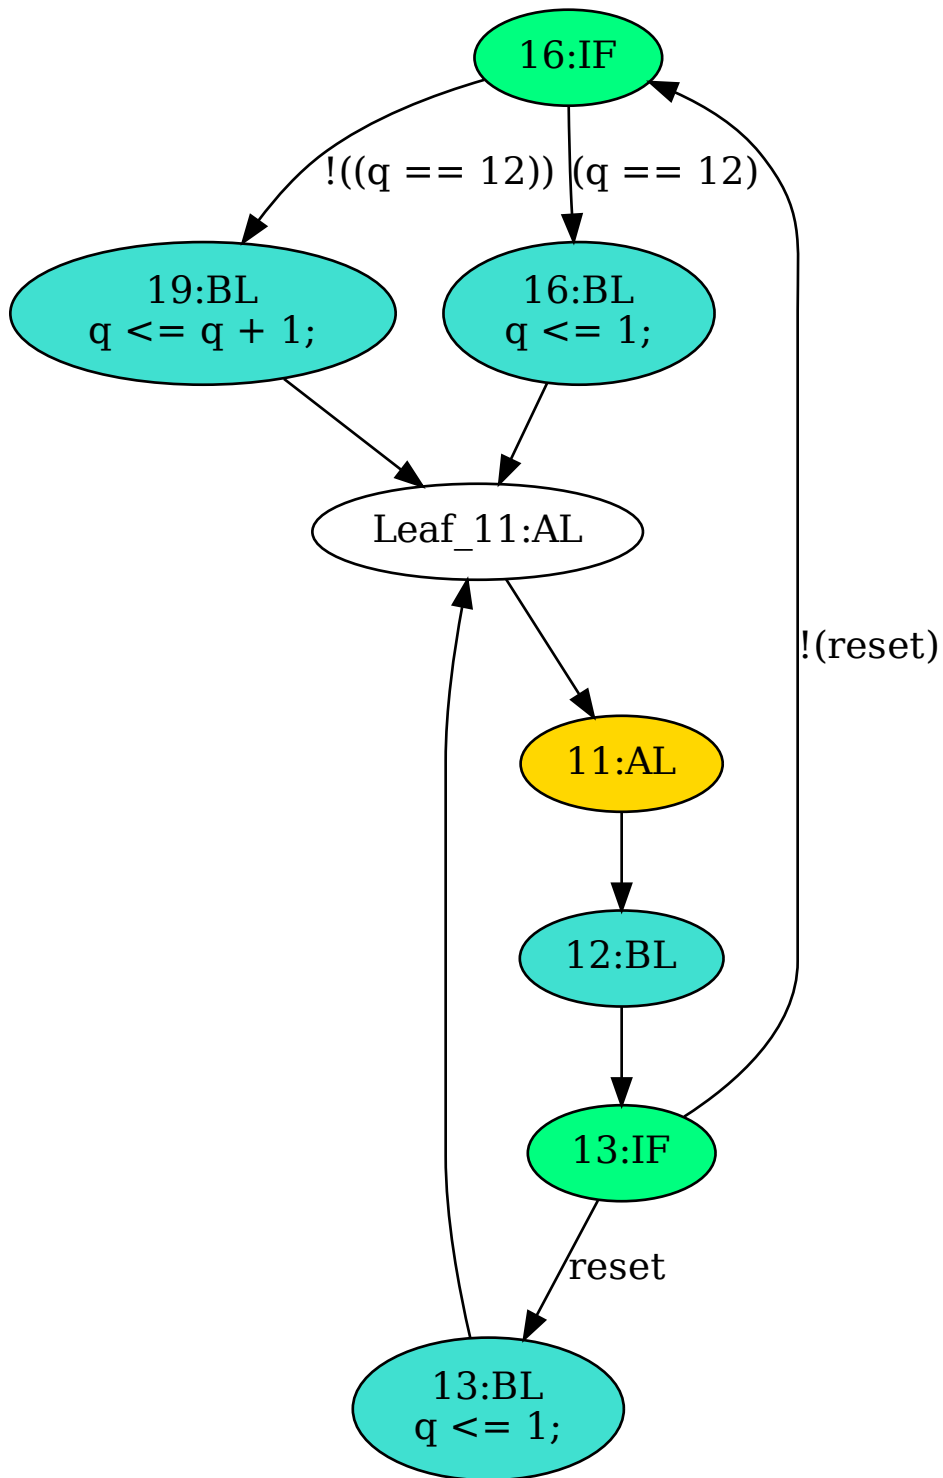 16:IF
!((q == 12))
(q == 12)
19:BL
q <= q + 1;
16:BL
q <= 1;
Leaf_11:AL
!(reset)
11:AL
12:BL
13:IF
reset
13:BL
q <= 1;